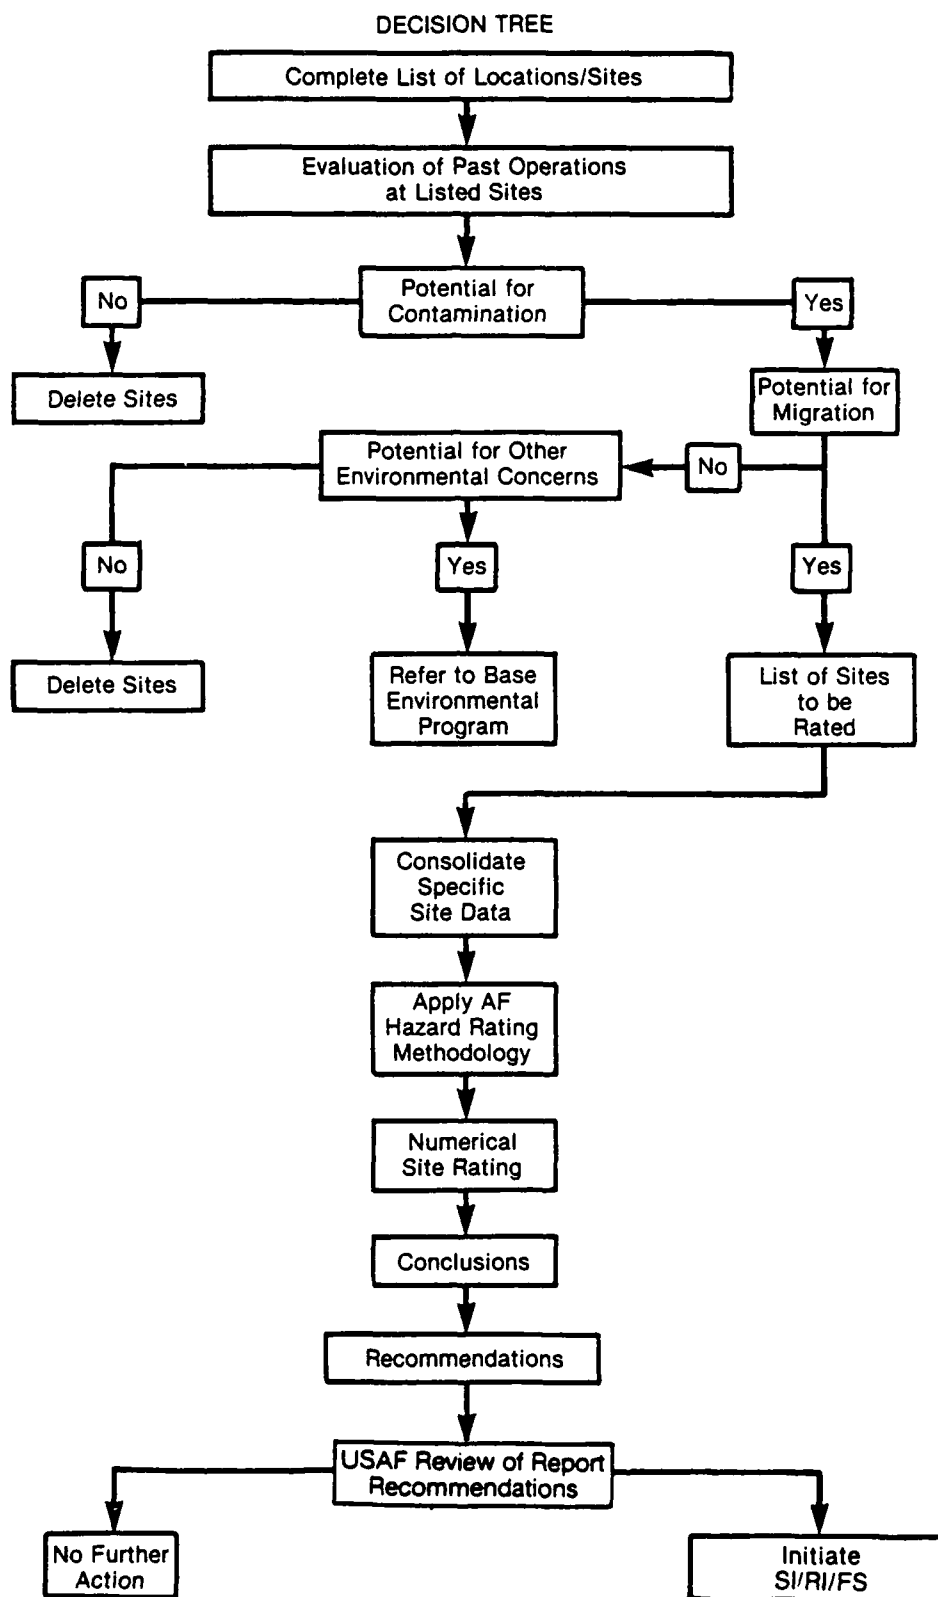 DECISION TREE
Complete List of Locations/Sites
Evaluation of Past Operations
at Listed Sites
No
Potential for
Contamination
Yes
Delete Sites
Potential for
Migration
Potential for Other
Environmental Concerns
No
No
Yes
Yes
Delete Sites
Refer to Base
Environmental
Program
List of Sites
to be
Rated
Consolidate
Specific
Site Data
Apply AF
Hazard Rating
Methodology
Numerical
Site Rating
Conclusions
Recommendations
USAF Review of Report
Recommendations
No Further
Action
Initiate
SI/RI/FS